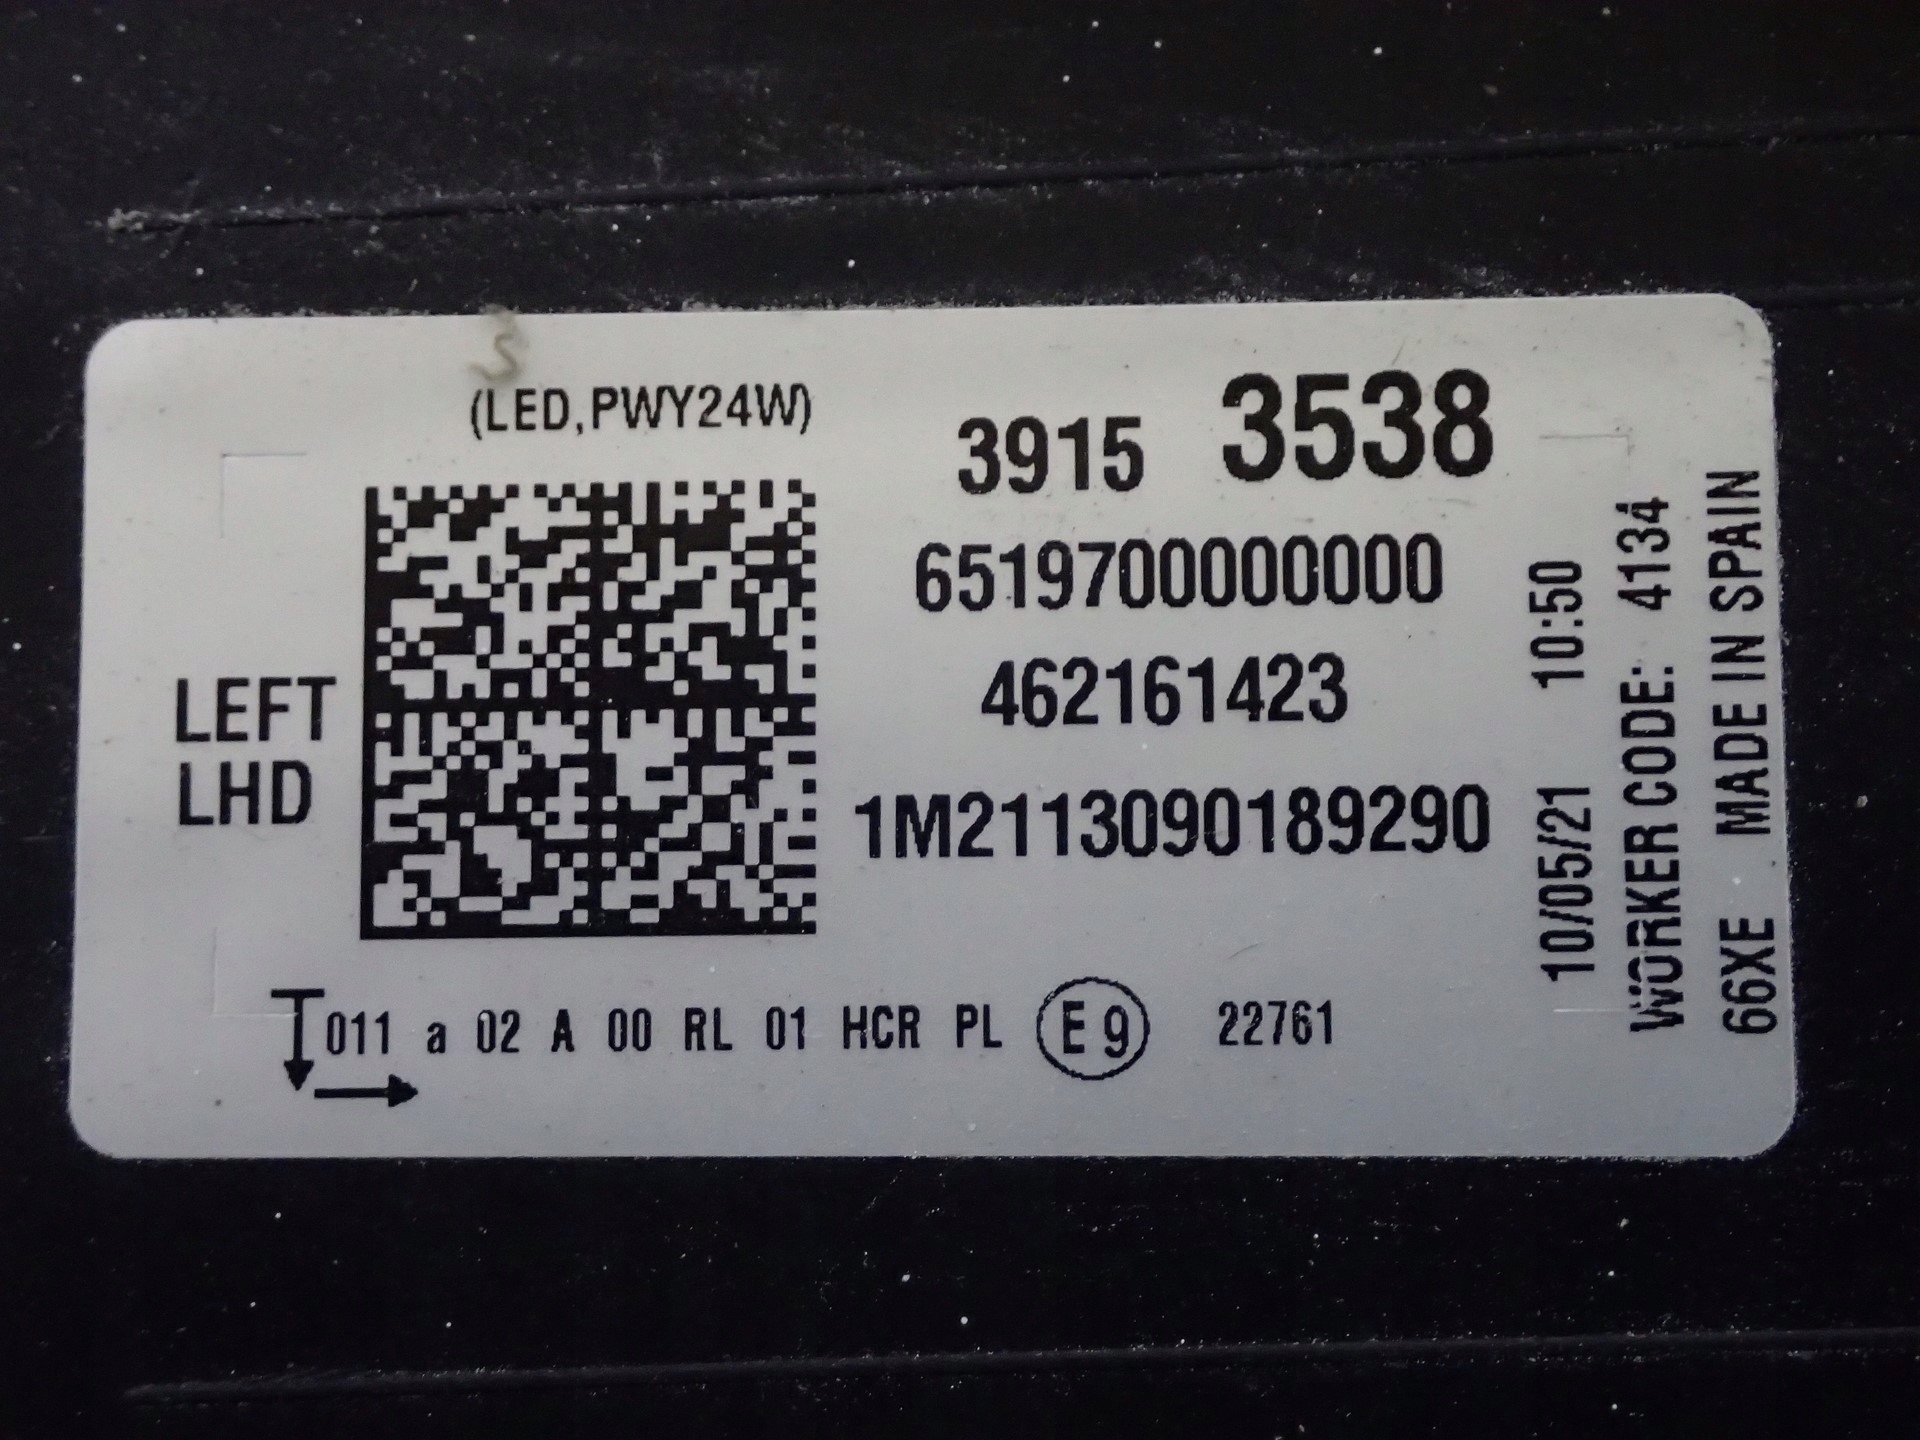 (LED,PWY24W)
3915 3538
6519700000000
462161423
1M2113090189290
LEFT
LHD
011 a 02 A 00 RL 01 HCR PL E9 22761
10/05/21 10:50
WORKER CODE: 4134
66XE MADE IN SPAIN